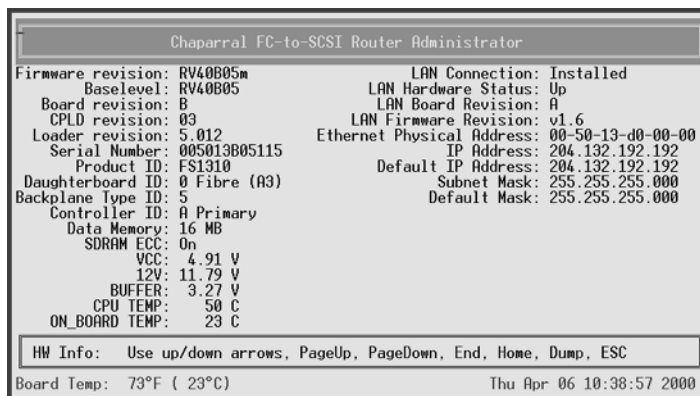 Chaparral FC-to-SCSI Router Administrator
Firmware revision: RV40B05m
Baselevel: RV40B05
Board revision: B
CPLD revision: 03
Loader revision: 5.012
Serial Number: 005013B05115
Product ID: FS1310
Daughterboard ID: 0 Fibre (A3)
Backplane Type ID: 5
Controller ID: A Primary
Data Memory: 16 MB
SDRAM ECC: On
VCC: 4.91 V
12V: 11.79 V
BUFFER: 3.27 V
CPU TEMP: 50 C
ON_BOARD TEMP: 23 C
LAN Connection: Installed
LAN Hardware Status: Up
LAN Board Revision: A
LAN Firmware Revision: v1.6
Ethernet Physical Address: 00-50-13-d0-00-00
IP Address: 204.132.192.192
Default IP Address: 204.132.192.192
Subnet Mask: 255.255.255.000
Default Mask: 255.255.255.000
HW Info: Use up/down arrows, PageUp, PageDown, End, Home, Dump, ESC
Board Temp: 73°F ( 23°C)
Thu Apr 06 10:38:57 2000